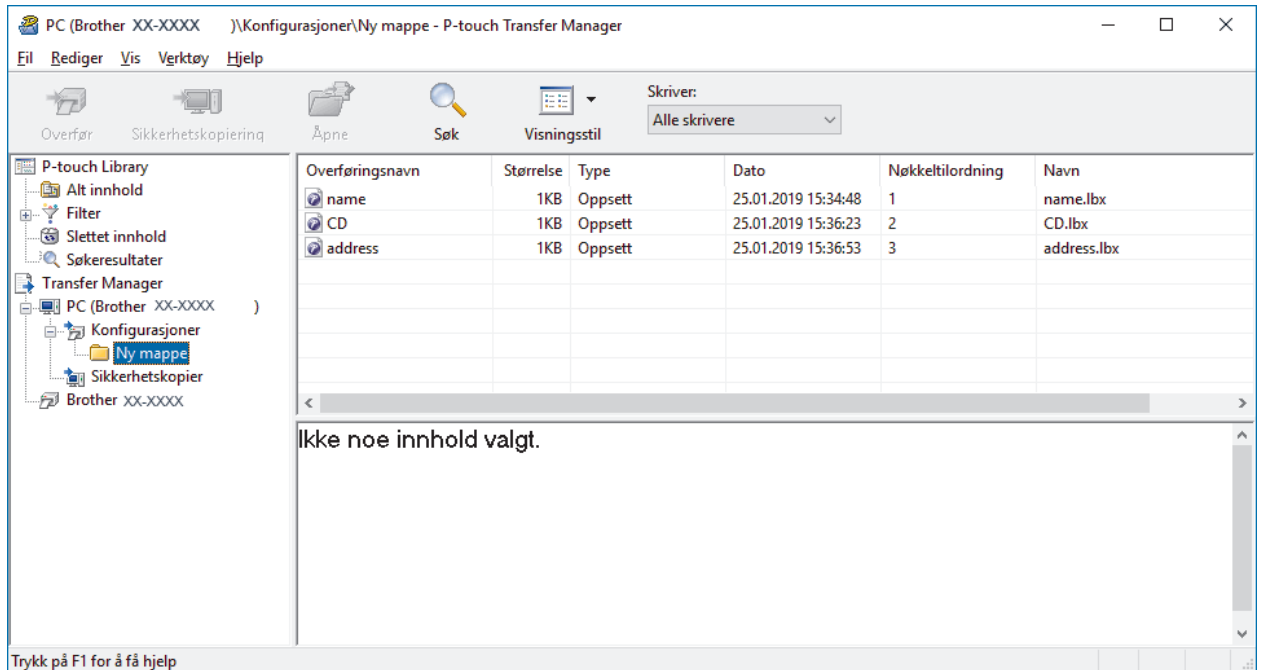 PC (Brother XX-XXXX )\Konfigurasjoner\Ny mappe - P-touch Transfer Manager
Fil Rediger Vis Verktøy Hjelp
Overfør Sikkerhetskopiering Åpne Søk Visningsstil
Skriver:
Alle skrivere
P-touch Library
Alt innhold
Filter
Slettet innhold
Søkeresultater
Transfer Manager
PC (Brother XX-XXXX )
Konfigurasjoner
Ny mappe
Sikkerhetskopier
Brother XX-XXXX
Overføringsnavn Størrelse Type Dato Nøkkeltilordning Navn
name 1KB Oppsett 25.01.2019 15:34:48 1 name.lbx
CD 1KB Oppsett 25.01.2019 15:36:23 2 CD.lbx
address 1KB Oppsett 25.01.2019 15:36:53 3 address.lbx
Ikke noe innhold valgt.
Trykk på F1 for å få hjelp